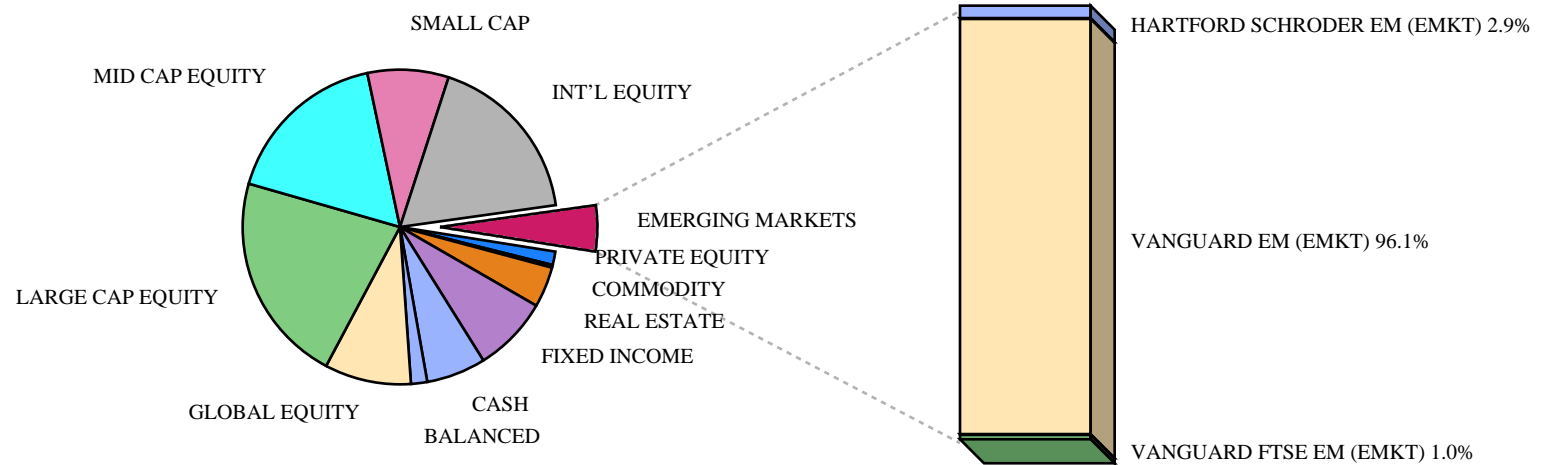 SMALL CAP
MID CAP EQUITY
INT’L EQUITY
EMERGING MARKETS
PRIVATE EQUITY
COMMODITY
REAL ESTATE
FIXED INCOME
CASH
BALANCED
GLOBAL EQUITY
LARGE CAP EQUITY
HARTFORD SCHRODER EM (EMKT) 2.9%
VANGUARD EM (EMKT) 96.1%
VANGUARD FTSE EM (EMKT) 1.0%